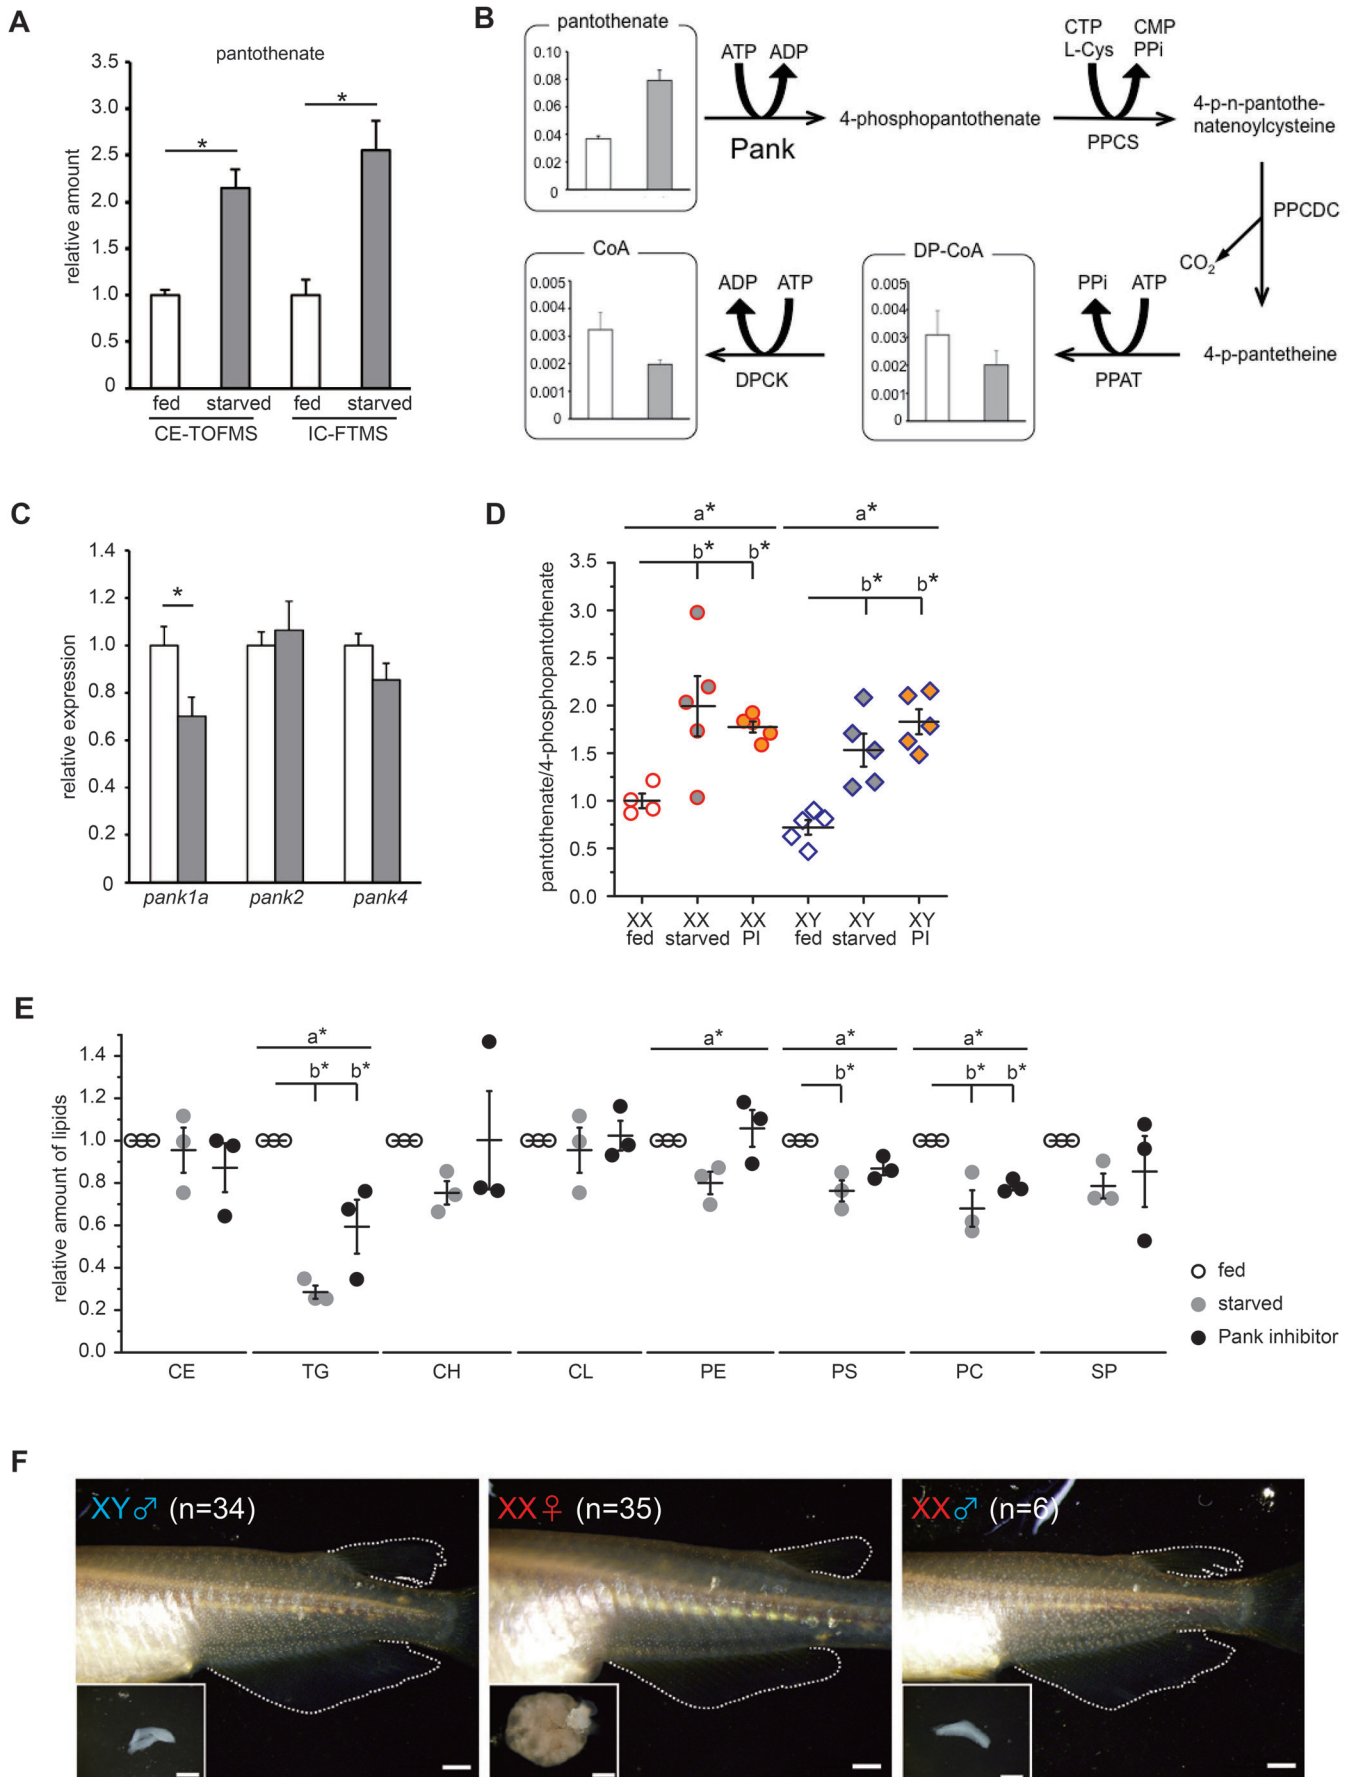 A
pantothenate
3.5
3.0
2.5
2.0
1.5
1.0
0.5
0
relative amount
*
*
fed
starved
fed
starved
CE-TOFMS
IC-FTMS
B
pantothenate
0.10
0.08
0.06
0.04
0.02
0
ATP
ADP
Pank
4-phosphopantothenate
CTP
L-Cys
CMP
PPi
PPCS
4-p-n-pantothe-
natenoylcysteine
PPCDC
CO2
4-p-pantetheine
PPi
ATP
PPAT
DP-CoA
0.005
0.004
0.003
0.002
0.001
0
ADP
ATP
DPCK
CoA
0.005
0.004
0.003
0.002
0.001
0
C
1.4
1.2
1.0
0.8
0.6
0.4
0.2
0
relative expression
*
pank1a
pank2
pank4
D
a*
a*
b*
b*
b*
b*
3.5
3.0
2.5
2.0
1.5
1.0
0.5
0.0
pantothenate/4-phosphopantothenate
XX
fed
XX
starved
XX
PI
XY
fed
XY
starved
XY
PI
E
1.4
1.2
1.0
0.8
0.6
0.4
0.2
0.0
relative amount of lipids
a*
b*
b*
a*
a*
b*
a*
b*
b*
CE
TG
CH
CL
PE
PS
PC
SP
fed
starved
Pank inhibitor
F
XY♂ (n=34)
XX♀ (n=35)
XX♂ (n=6)